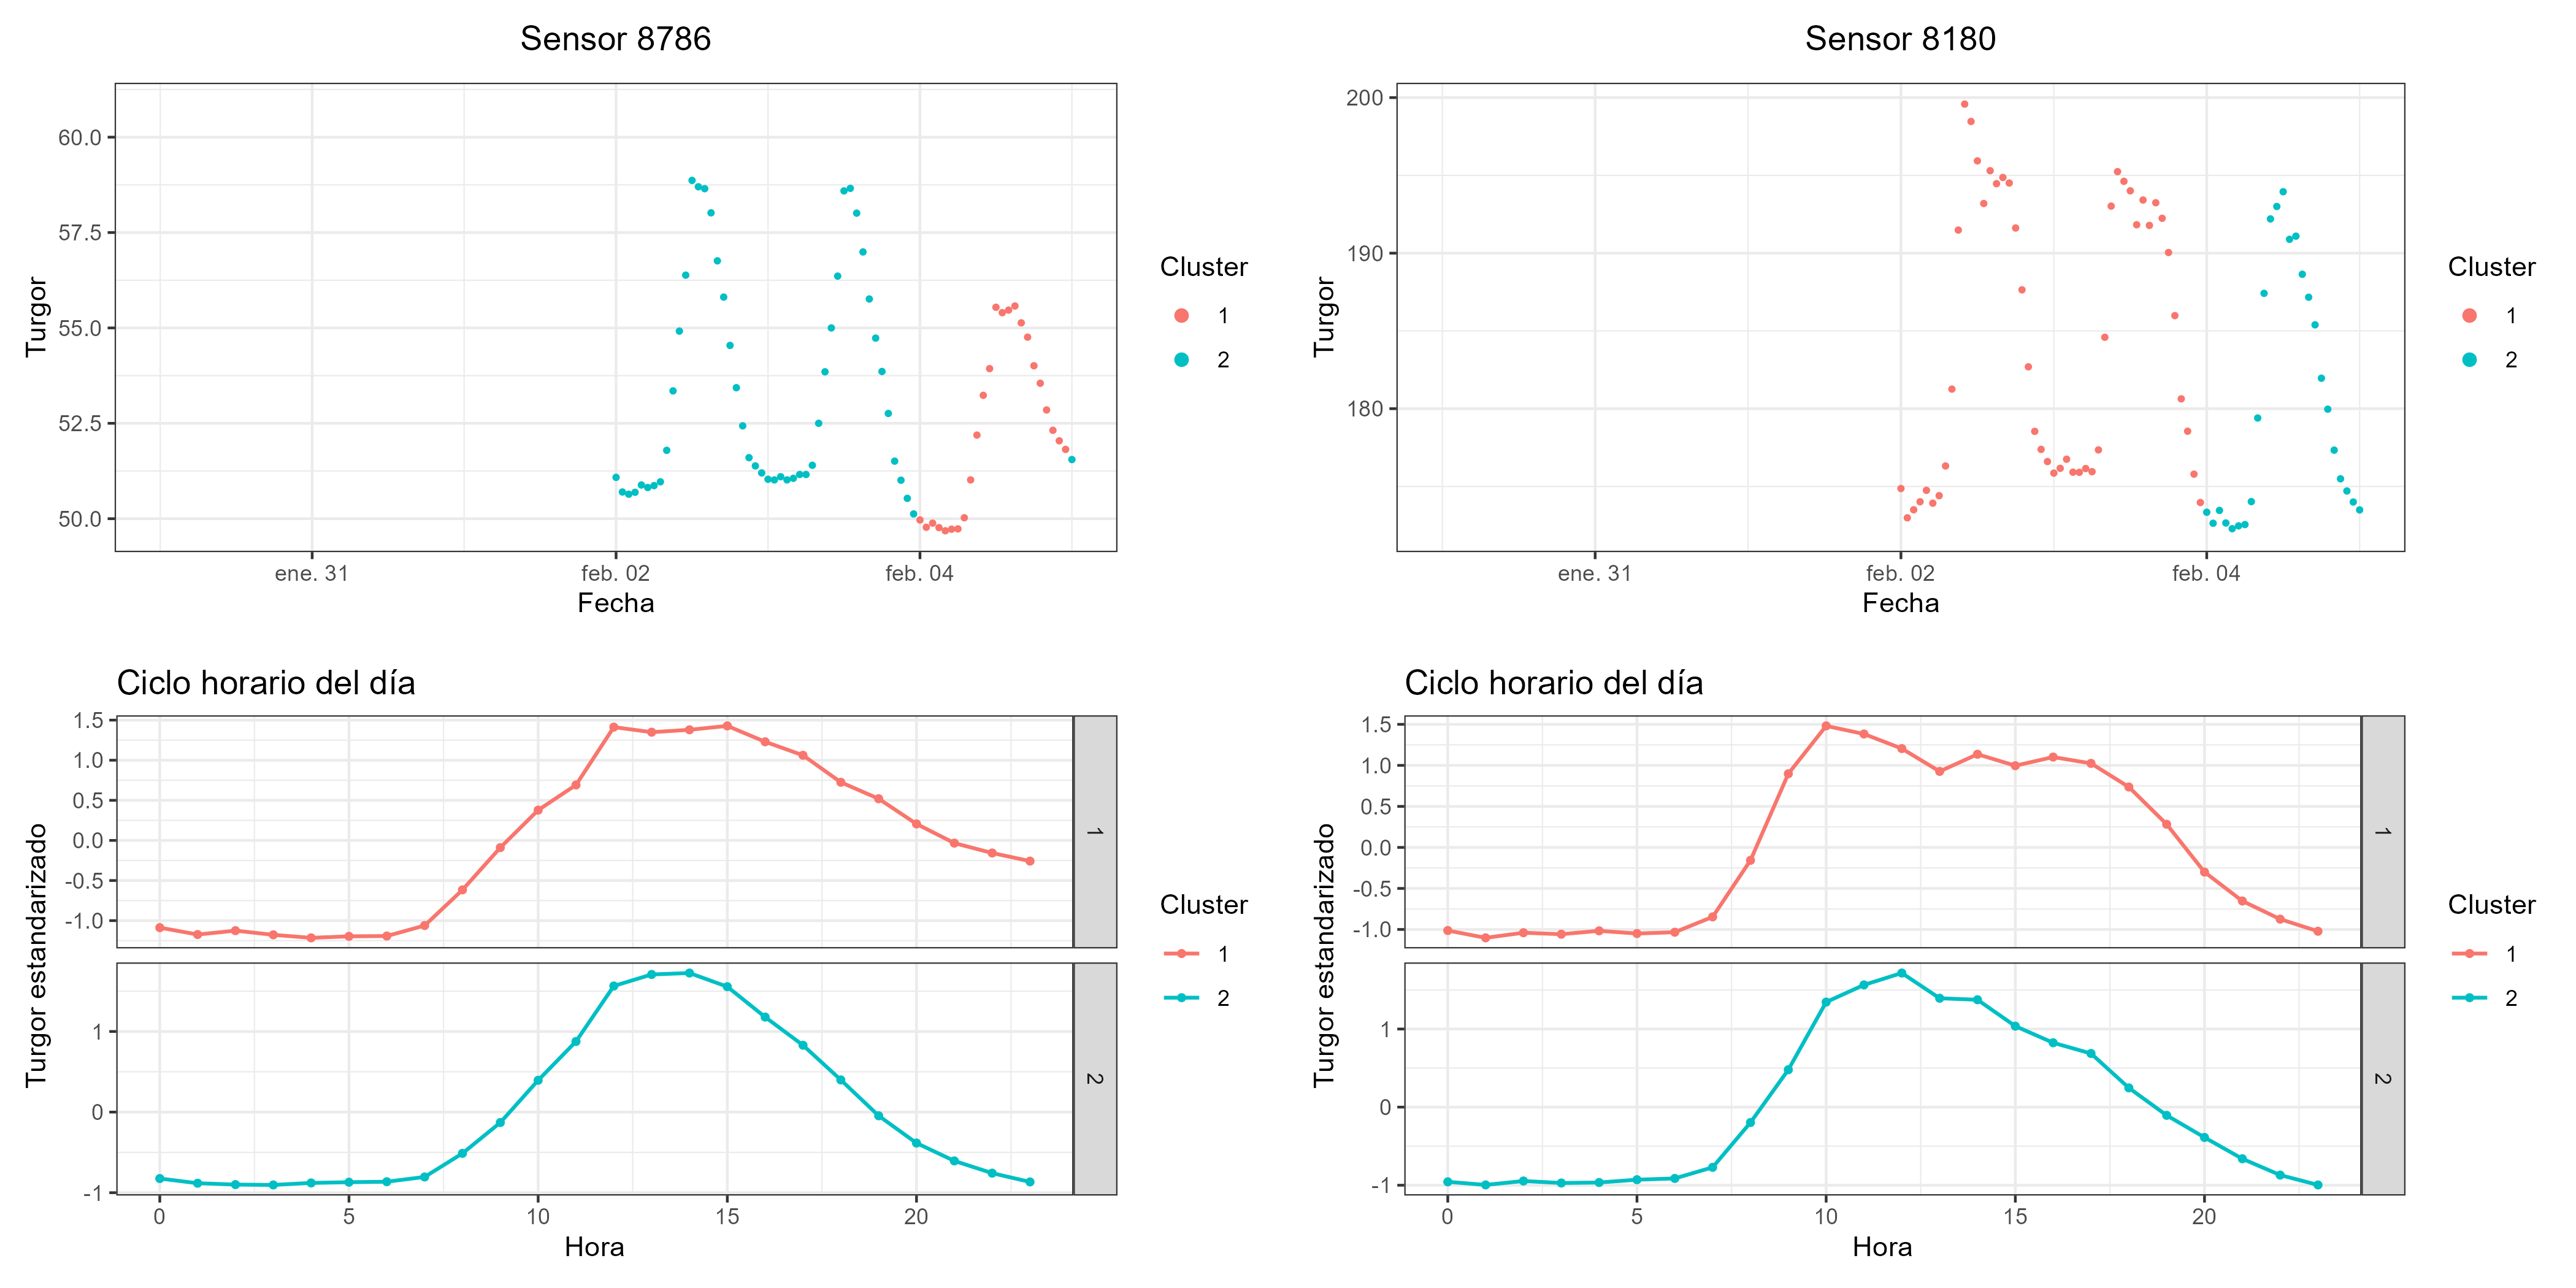 Sensor 8786
Turgor
60.0
57.5
55.0
52.5
50.0
ene. 31 feb. 02 feb. 04
Fecha
Cluster
1
2
Sensor 8180
Turgor
200
190
180
ene. 31 feb. 02 feb. 04
Fecha
Cluster
1
2
Ciclo horario del día
Turgor estandarizado
1.5
1.0
0.5
0.0
-0.5
-1.0
1
1
0
-1
2
0 5 10 15 20
Hora
Cluster
1
2
Ciclo horario del día
Turgor estandarizado
1.5
1.0
0.5
0.0
-0.5
-1.0
1
1
0
-1
2
0 5 10 15 20
Hora
Cluster
1
2